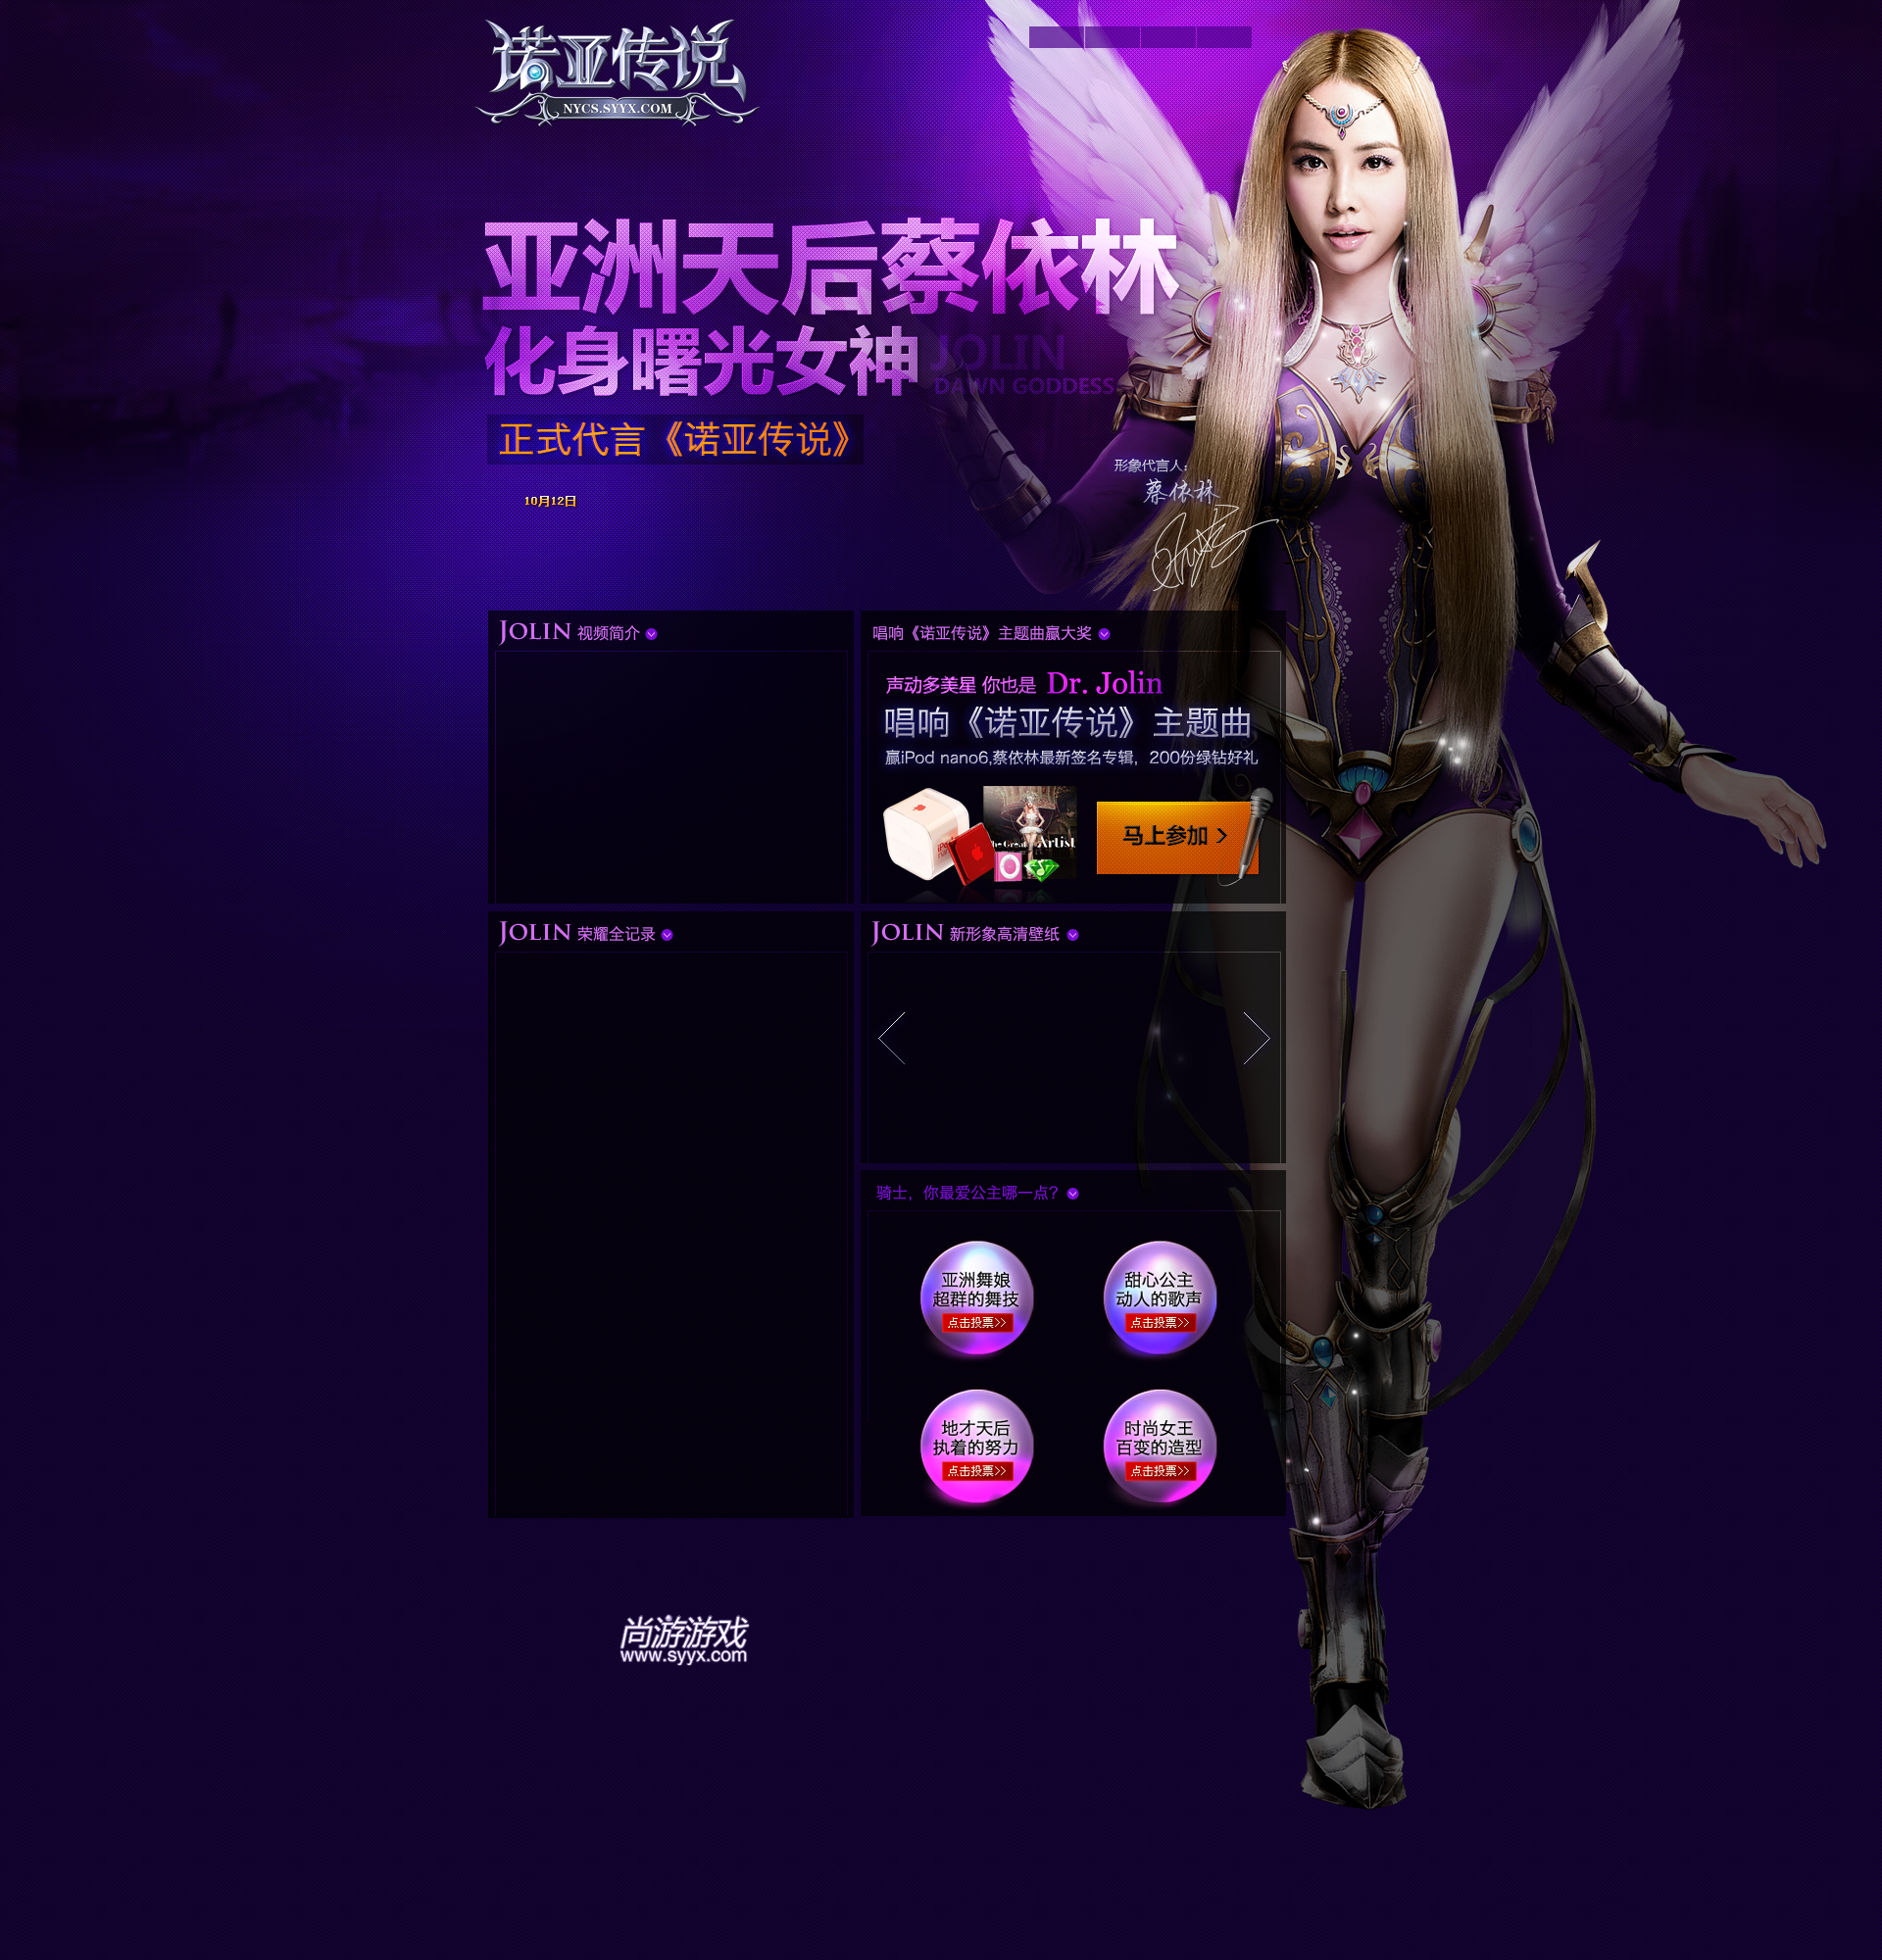 诺亚传说
NYCS.SYYX.COM
亚洲天后蔡依林
化身曙光女神
JOLIN
DAWN GODDESS
正式代言《诺亚传说》
10月12日
形象代言人:
蔡依林
JOLIN 视频简介
唱响《诺亚传说》主题曲赢大奖
声动多美星 你也是 Dr. Jolin
唱响《诺亚传说》主题曲
赢iPod nano6,蔡依林最新签名专辑，200份绿钻好礼
Artist
马上参加
JOLIN 荣耀全记录
JOLIN 新形象高清壁纸
骑士，你最爱公主哪一点?
亚洲舞娘
超群的舞技
点击投票>>
甜心公主
动人的歌声
点击投票>>
地才天后
执着的努力
点击投票>>
时尚女王
百变的造型
点击投票>>
尚游游戏
www.syyx.com